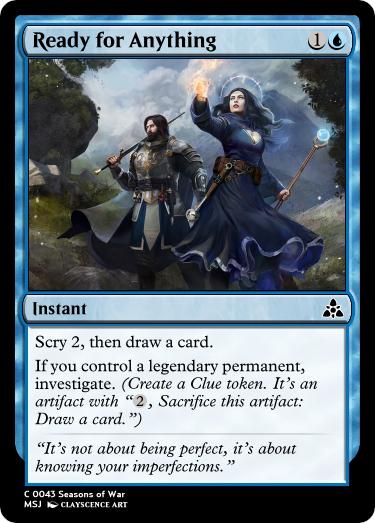 Ready for Anything 1
Instant
Scry 2, then draw a card.
If you control a legendary permanent,
investigate. (Create a Clue token. It's an
artifact with “2, Sacrifice this artifact:
Draw a card.”)
“It's not about being perfect, it's about
knowing your imperfections.”
C 0043 Seasons of War
MSJ CLAYSCENCE ART